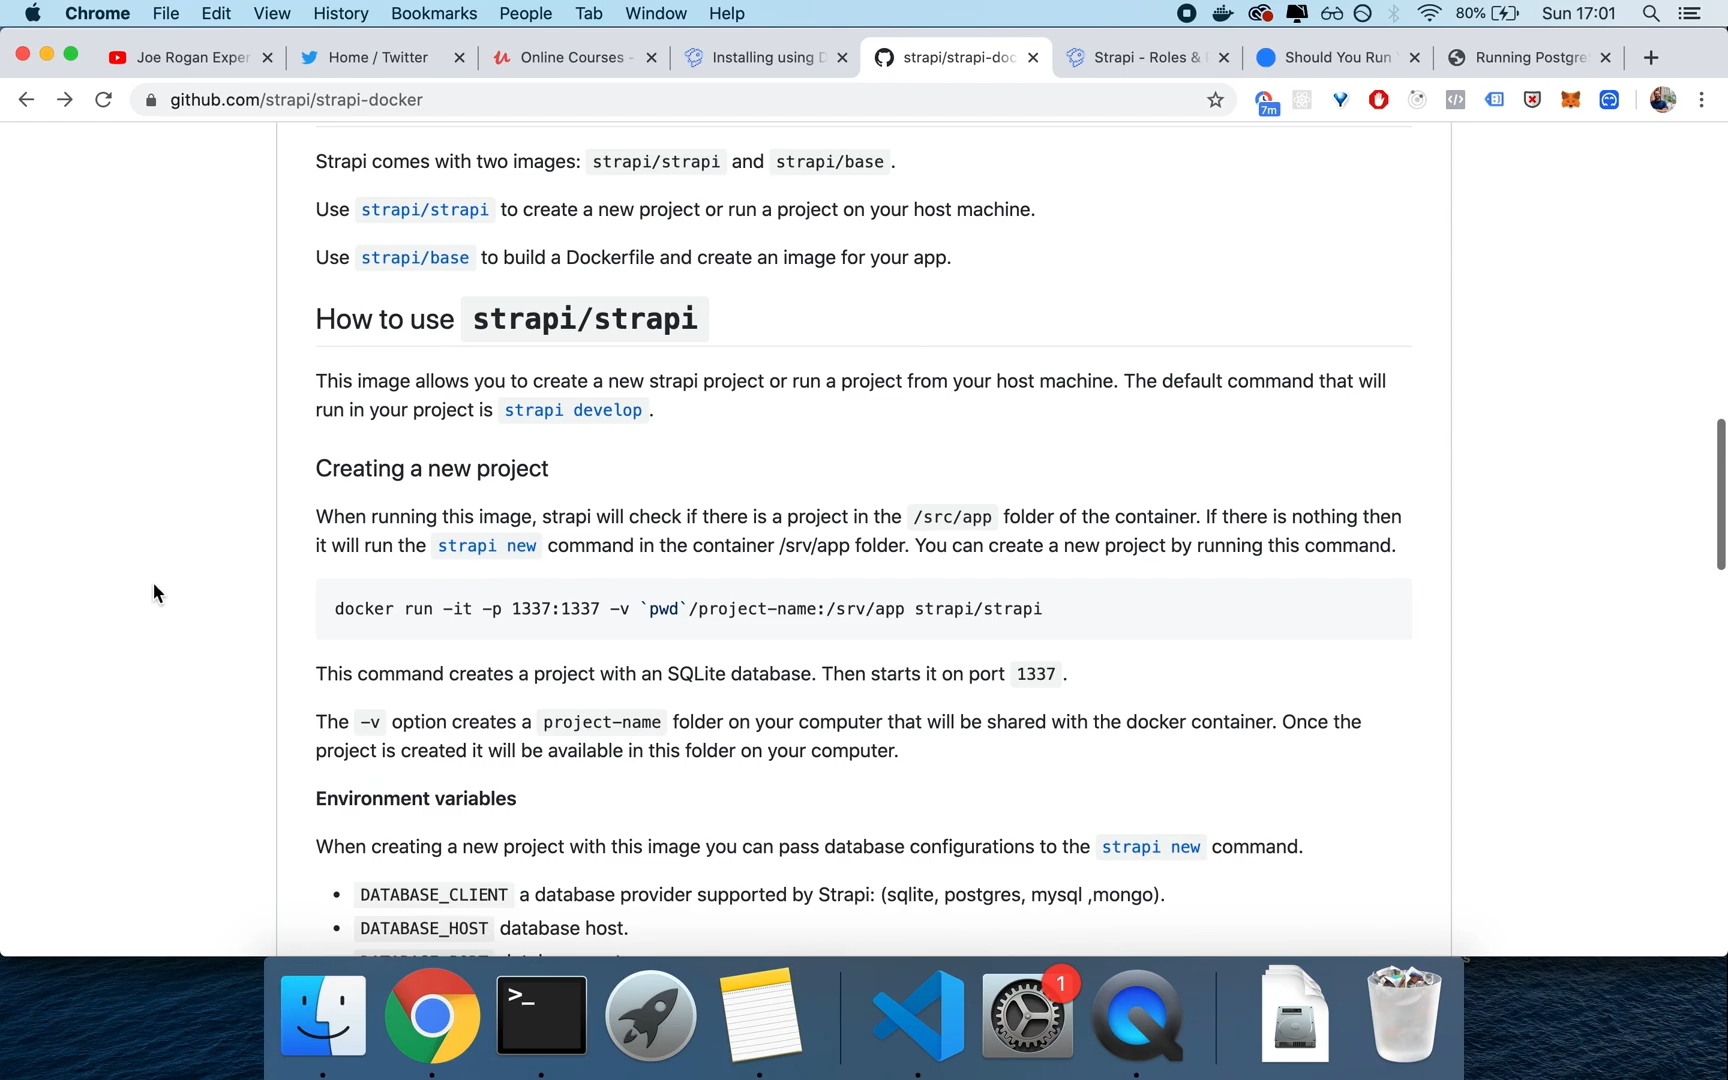 Chrome File Edit View History Bookmarks People Tab Window Help 80% Sun 17:01
Joe Rogan Exper Home / Twitter Online Courses - Installing using D strapi/strapi-doc Strapi - Roles & Should You Run Running Postgre
github.com/strapi/strapi-docker 7m
Strapi comes with two images: strapi/strapi and strapi/base.
Use strapi/strapi to create a new project or run a project on your host machine.
Use strapi/base to build a Dockerfile and create an image for your app.
How to use strapi/strapi
This image allows you to create a new strapi project or run a project from your host machine. The default command that will
run in your project is strapi develop.
Creating a new project
When running this image, strapi will check if there is a project in the /src/app folder of the container. If there is nothing then
it will run the strapi new command in the container /srv/app folder. You can create a new project by running this command.
docker run -it -p 1337:1337 -v `pwd`/project-name:/srv/app strapi/strapi
This command creates a project with an SQLite database. Then starts it on port 1337.
The -v option creates a project-name folder on your computer that will be shared with the docker container. Once the
project is created it will be available in this folder on your computer.
Environment variables
When creating a new project with this image you can pass database configurations to the strapi new command.
• DATABASE_CLIENT a database provider supported by Strapi: (sqlite, postgres, mysql ,mongo).
• DATABASE_HOST database host.
>_
1